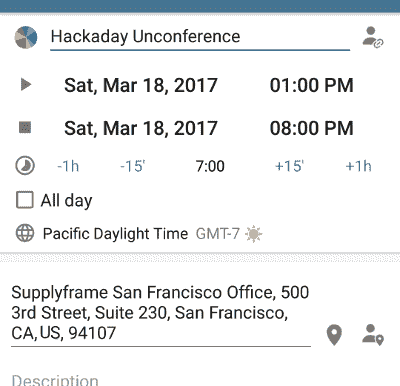 Hackaday Unconference
Sat, Mar 18, 2017 01:00 PM
Sat, Mar 18, 2017 08:00 PM
-1h -15' 7:00 +15' +1h
All day
Pacific Daylight Time GMT-7
Supplyframe San Francisco Office, 500
3rd Street, Suite 230, San Francisco,
CA,US, 94107
Description